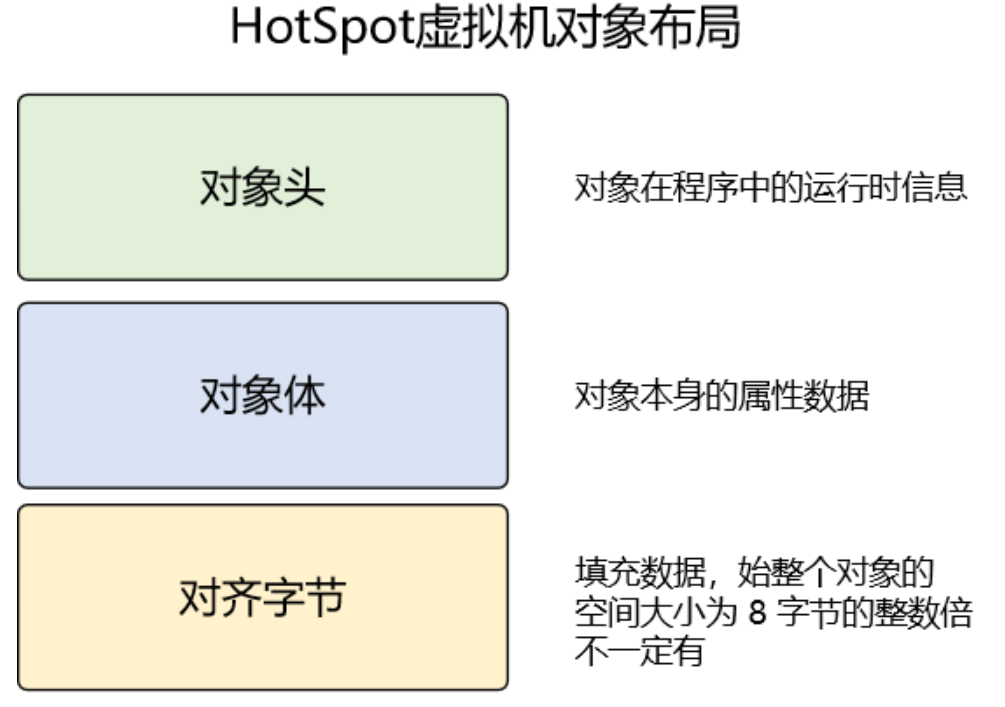 HotSpot虚拟机对象布局
对象头
对象在程序中的运行时信息
对象体
对象本身的属性数据
对齐字节
填充数据，始整个对象的
空间大小为 8 字节的整数倍
不一定有